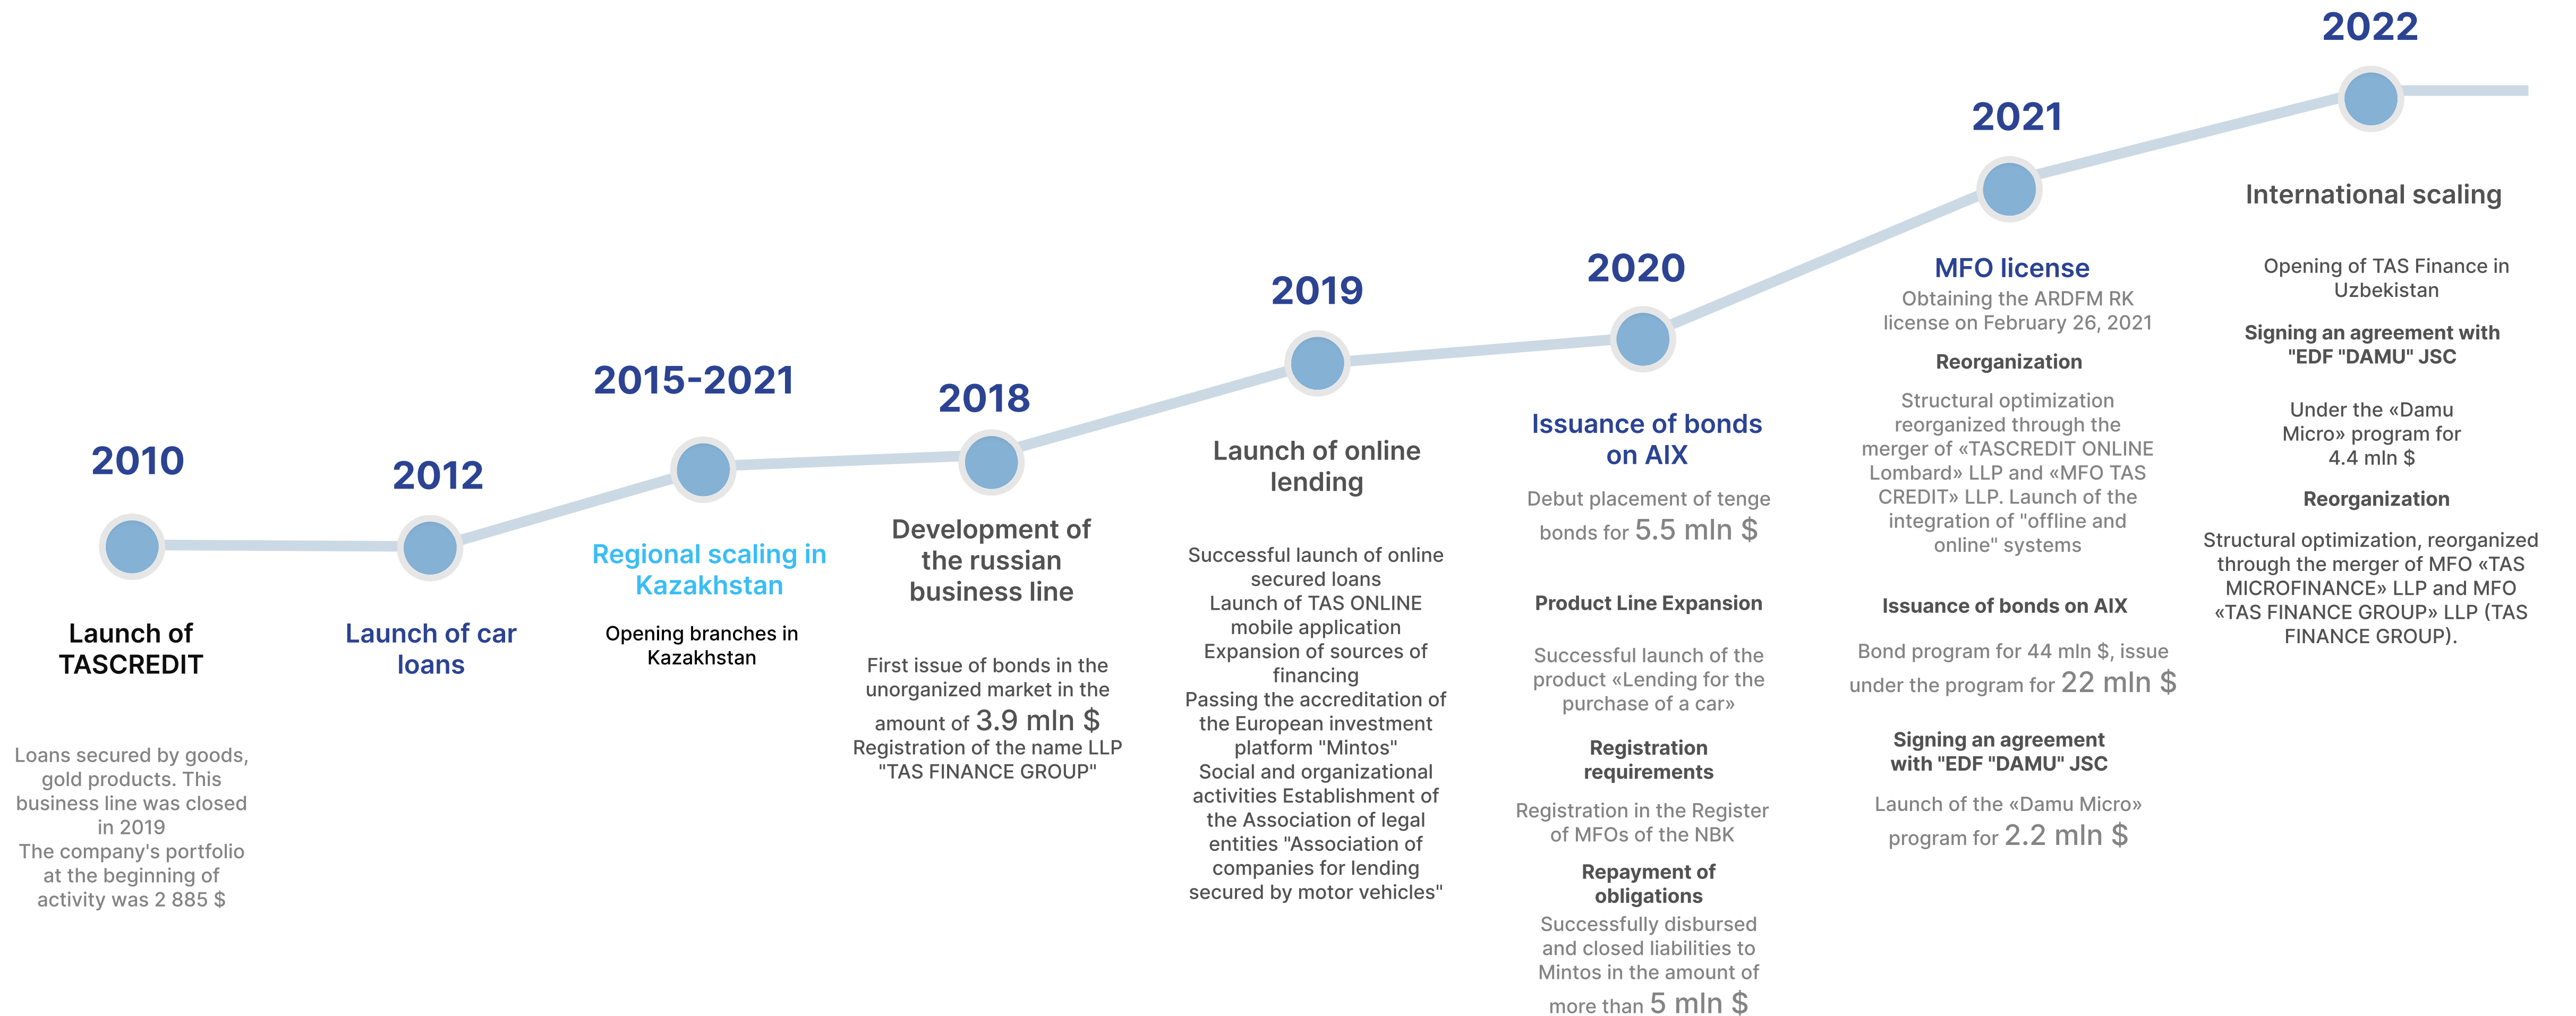 2010
Launch of
TASCREDIT
Loans secured by goods,
gold products. This
business line was closed
in 2019
The company's portfolio
at the beginning of
activity was 2 885 $
2012
Launch of car
loans
2015-2021
Regional scaling in
Kazakhstan
Opening branches in
Kazakhstan
2018
Development of
the russian
business line
First issue of bonds in the
unorganized market in the
amount of 3.9 mln $
Registration of the name LLP
"TAS FINANCE GROUP"
2019
Launch of online
lending
Successful launch of online
secured loans
Launch of TAS ONLINE
mobile application
Expansion of sources of
financing
Passing the accreditation of
the European investment
platform "Mintos"
Social and organizational
activities Establishment of
the Association of legal
entities "Association of
companies for lending
secured by motor vehicles"
2020
Issuance of bonds
on AIX
Debut placement of tenge
bonds for 5.5 mln $
Product Line Expansion
Successful launch of the
product «Lending for the
purchase of a car»
Registration
requirements
Registration in the Register
of MFOs of the NBK
Repayment of
obligations
Successfully disbursed
and closed liabilities to
Mintos in the amount of
more than 5 mln $
2021
MFO license
Obtaining the ARDFM RK
license on February 26, 2021
Reorganization
Structural optimization
reorganized through the
merger of «TASCREDIT ONLINE
Lombard» LLP and «MFO TAS
CREDIT» LLP. Launch of the
integration of "offline and
online" systems
Issuance of bonds on AIX
Bond program for 44 mln $, issue
under the program for 22 mln $
Signing an agreement
with "EDF "DAMU" JSC
Launch of the «Damu Micro»
program for 2.2 mln $
2022
International scaling
Opening of TAS Finance in
Uzbekistan
Signing an agreement with
"EDF "DAMU" JSC
Under the «Damu
Micro» program for
4.4 mln $
Reorganization
Structural optimization, reorganized
through the merger of MFO «TAS
MICROFINANCE» LLP and MFO
«TAS FINANCE GROUP» LLP (TAS
FINANCE GROUP).